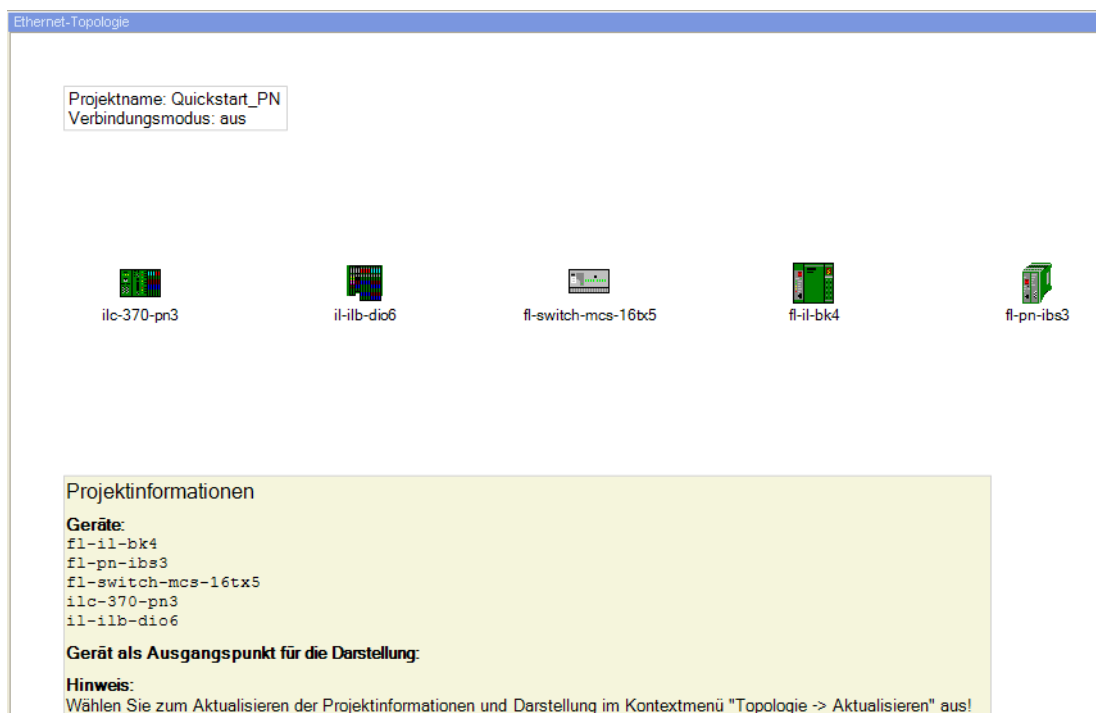 Ethernet-Topologie
Projektname: Quickstart_PN
Verbindungsmodus: aus
ilc-370-pn3
il-ilb-dio6
fl-switch-mcs-16tx5
fl-il-bk4
fl-pn-ibs3
Projektinformationen
Geräte:
fl-il-bk4
fl-pn-ibs3
fl-switch-mcs-16tx5
ilc-370-pn3
il-ilb-dio6
Gerät als Ausgangspunkt für die Darstellung:
Hinweis:
Wählen Sie zum Aktualisieren der Projektinformationen und Darstellung im Kontextmenü "Topologie -> Aktualisieren" aus!